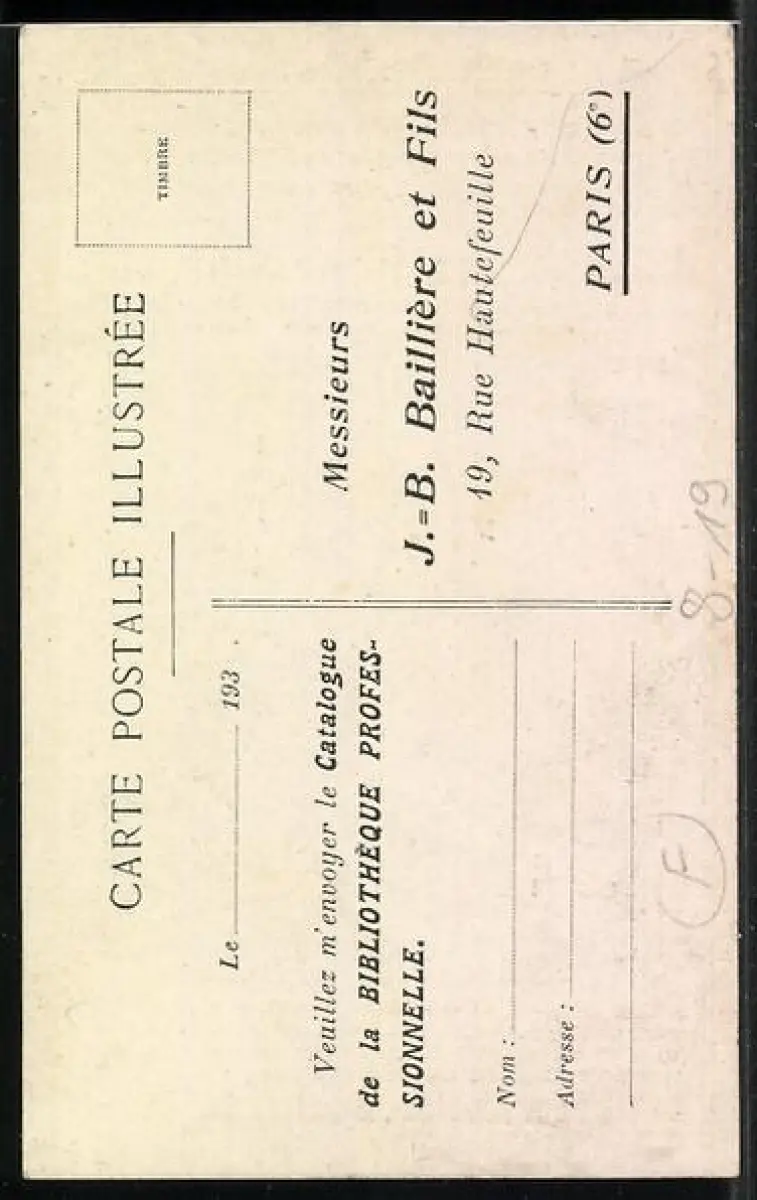 CARTE POSTALE ILLUSTRÉE
TIMBRE
Le 193 .
Veuillez m'envoyer le Catalogue
de la BIBLIOTHÈQUE PROFES-
SIONNELLE.
Nom :
Adresse :
Messieurs
J.=B. Baillière et Fils
19, Rue Hautefeuille
PARIS (6e)
F
8-19